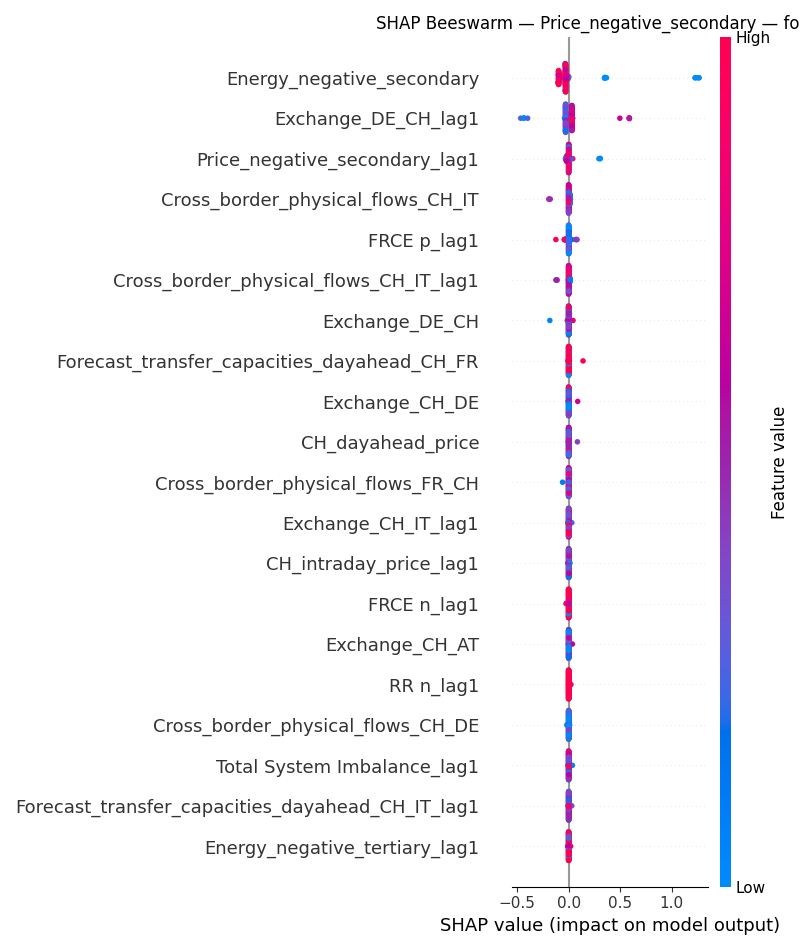 SHAP Beeswarm — Price_negative_secondary — fo
High
Energy_negative_secondary
Exchange_DE_CH_lag1
Price_negative_secondary_lag1
Cross_border_physical_flows_CH_IT
FRCE p_lag1
Cross_border_physical_flows_CH_IT_lag1
Exchange_DE_CH
Forecast_transfer_capacities_dayahead_CH_FR
Exchange_CH_DE
CH_dayahead_price
Cross_border_physical_flows_FR_CH
Exchange_CH_IT_lag1
CH_intraday_price_lag1
FRCE n_lag1
Exchange_CH_AT
RR n_lag1
Cross_border_physical_flows_CH_DE
Total System Imbalance_lag1
Forecast_transfer_capacities_dayahead_CH_IT_lag1
Energy_negative_tertiary_lag1
Feature value
Low
−0.5 0.0 0.5 1.0
SHAP value (impact on model output)